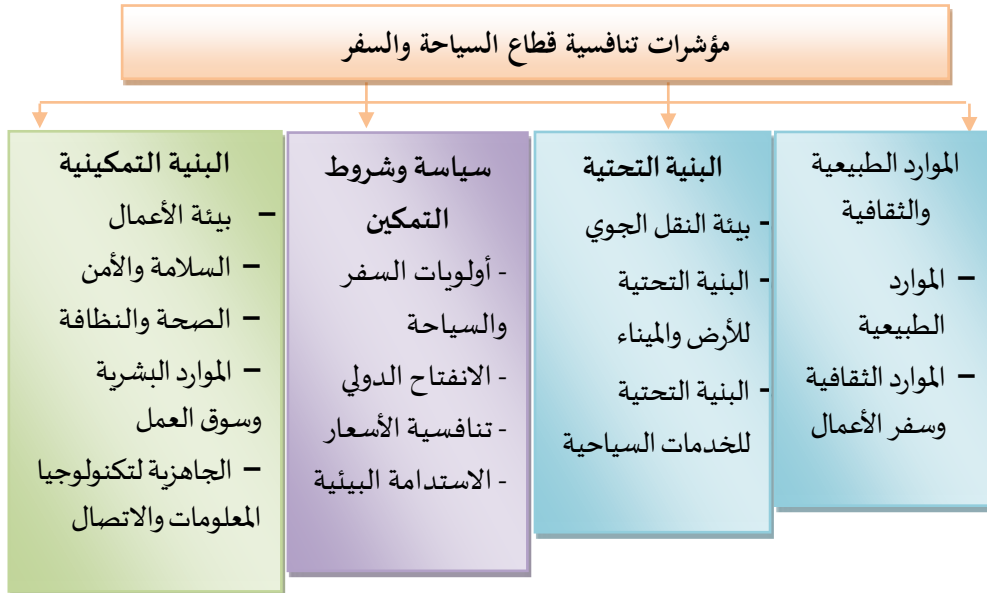 مؤشرات تنافسية قطاع السياحة والسفر
الموارد الطبيعية
والثقافية
– الموارد
الطبيعية
– الموارد الثقافية
وسفر الأعمال
البنية التحتية
- بيئة النقل الجوي
- البنية التحتية
للأرض والميناء
- البنية التحتية
للخدمات السياحية
سياسة وشروط
التمكين
- أولويات السفر
والسياحة
- الانفتاح الدولي
- تنافسية الأسعار
- الاستدامة البيئية
البنية التمكينية
– بيئة الأعمال
– السلامة والأمن
– الصحة والنظافة
– الموارد البشرية
وسوق العمل
– الجاهزية لتكنولوجيا
المعلومات والاتصال